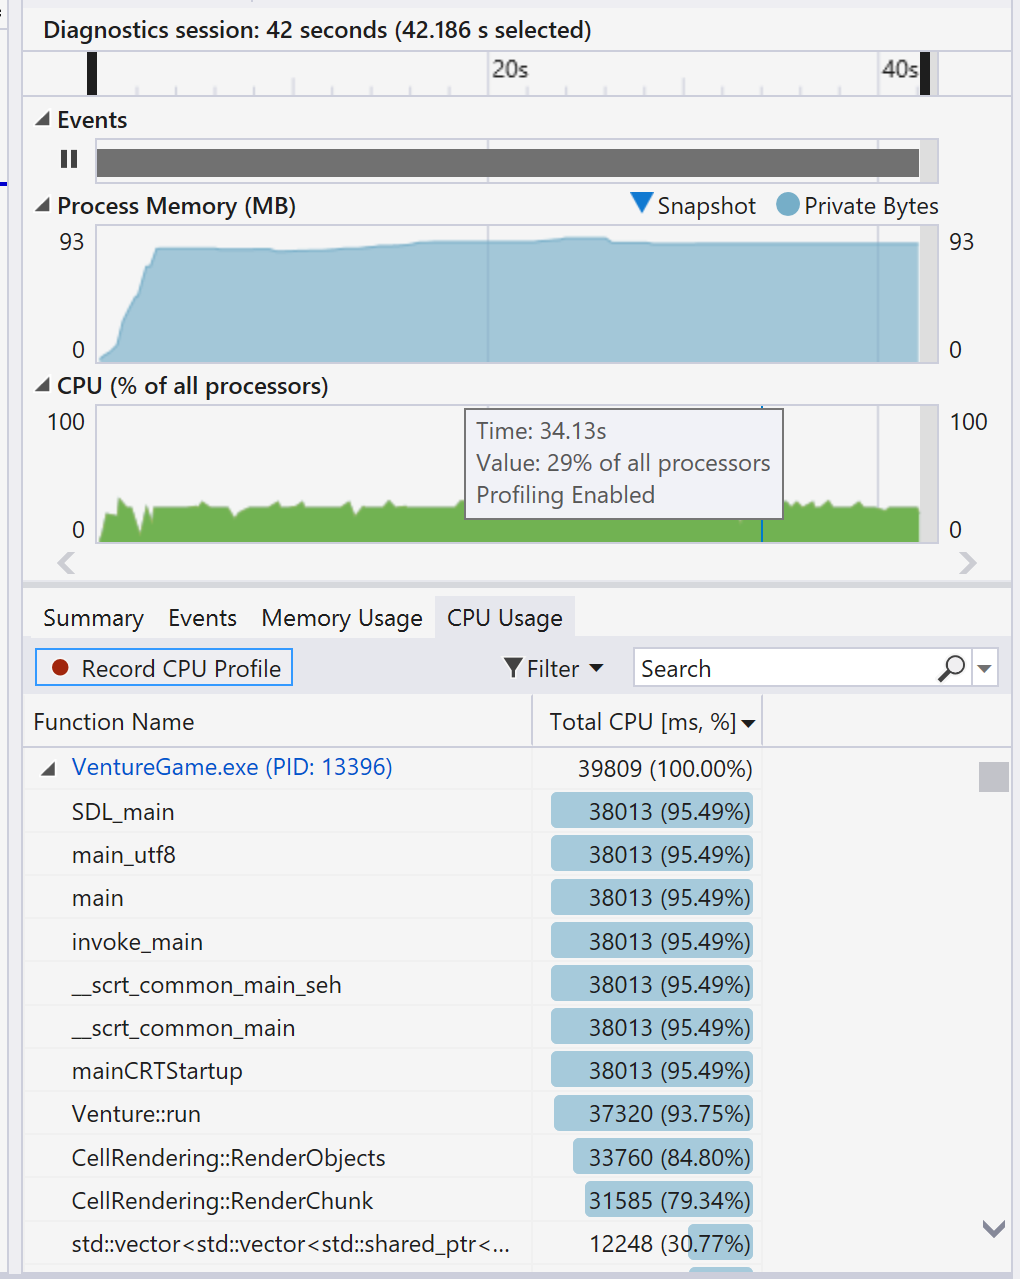 Diagnostics session: 42 seconds (42.186 s selected)
20s 40s
Events
Process Memory (MB) Snapshot Private Bytes
93 93
0 0
CPU (% of all processors)
100 100
Time: 34.13s
Value: 29% of all processors
Profiling Enabled
0 0
Summary Events Memory Usage CPU Usage
Record CPU Profile Filter Search
Function Name Total CPU [ms, %]
VentureGame.exe (PID: 13396) 39809 (100.00%)
SDL_main 38013 (95.49%)
main_utf8 38013 (95.49%)
main 38013 (95.49%)
invoke_main 38013 (95.49%)
__scrt_common_main_seh 38013 (95.49%)
__scrt_common_main 38013 (95.49%)
mainCRTStartup 38013 (95.49%)
Venture::run 37320 (93.75%)
CellRendering::RenderObjects 33760 (84.80%)
CellRendering::RenderChunk 31585 (79.34%)
std::vector<std::vector<std::shared_ptr<... 12248 (30.77%)